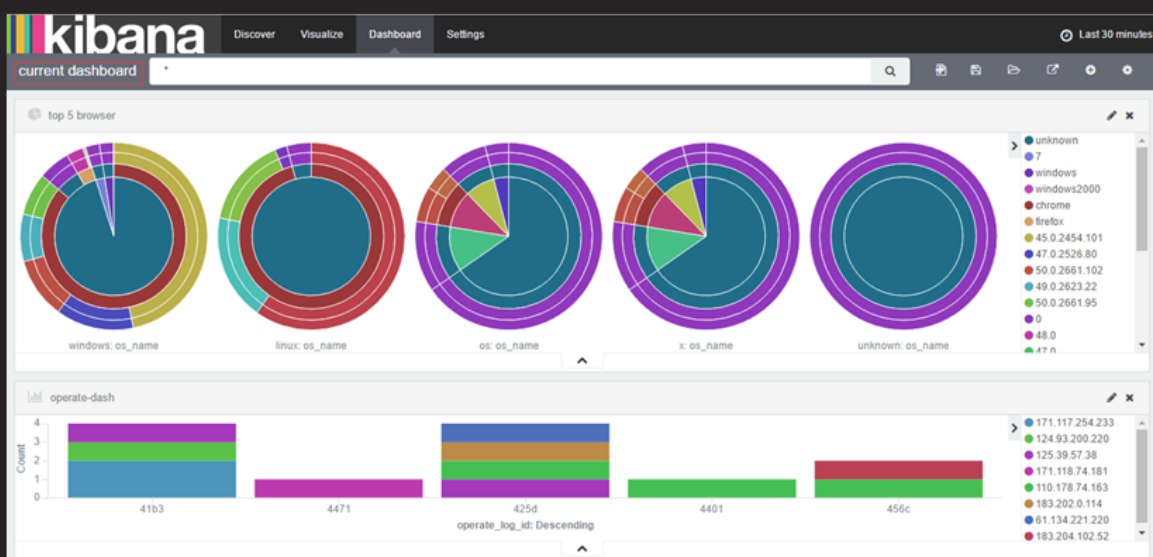 kibana
Discover Visualize Dashboard Settings Last 30 minutes
current dashboard *
top 5 browser
unknown
7
windows
windows2000
chrome
firefox
45.0.2454.101
47.0.2526.80
50.0.2661.102
49.0.2623.22
50.0.2661.95
0
48.0
47.0
windows: os_name linux: os_name os: os_name x: os_name unknown: os_name
operate-dash
Count
4
3
2
1
0
41b3 4471 425d 4401 456c
operate_log_id: Descending
171.117.254.233
124.93.200.220
125.39.57.38
171.118.74.181
110.178.74.163
183.202.0.114
61.134.221.220
183.204.102.52